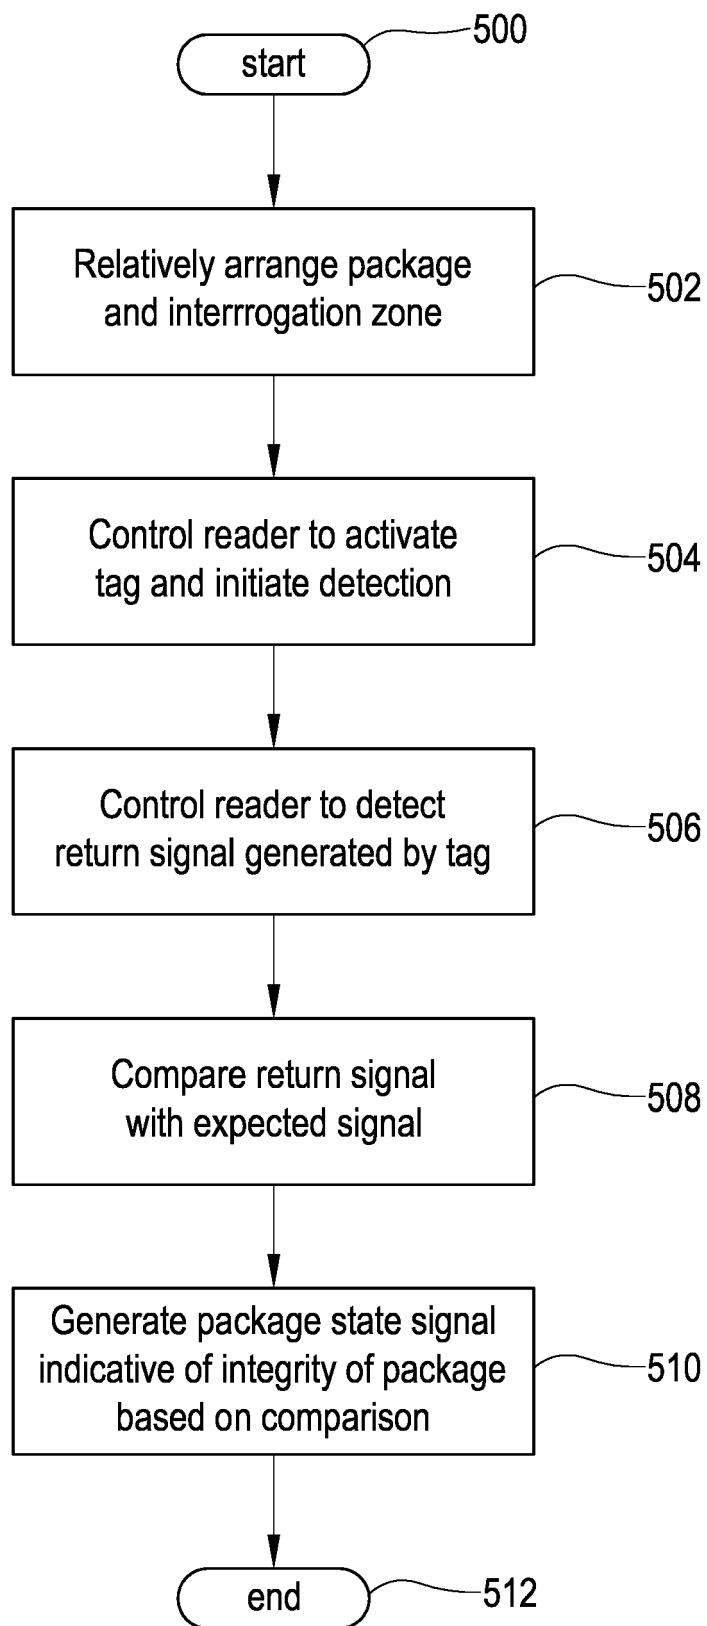 500
start
Relatively arrange package
and interrrogation zone
502
Control reader to activate
tag and initiate detection
504
Control reader to detect
return signal generated by tag
506
Compare return signal
with expected signal
508
Generate package state signal
indicative of integrity of package
based on comparison
510
end
512